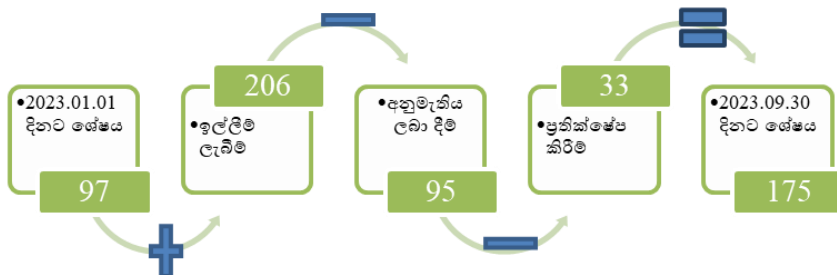 •2023.01.01
දිනට ශේෂය
97
206
•ඉල්ලීම්
ලැබීම්
•අනුමැතිය
ලබා දීම්
95
33
•ප්‍රතික්ෂේප
කිරීම්
•2023.09.30
දිනට ශේෂය
175